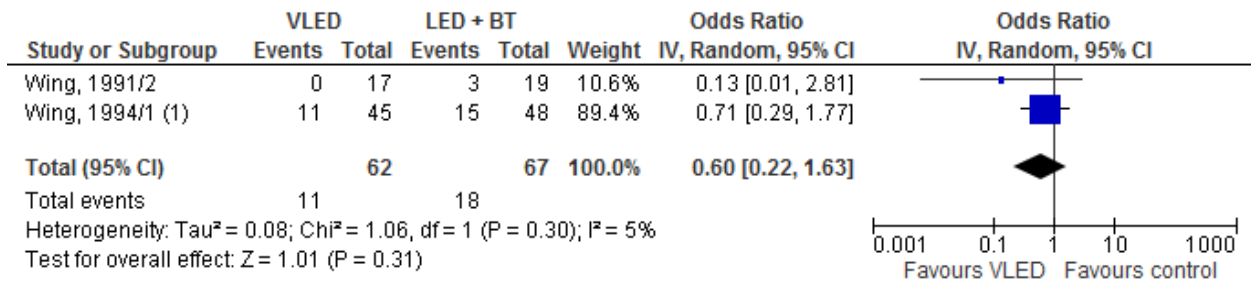 VLED LED + BT Odds Ratio Odds Ratio
Study or Subgroup Events Total Events Total Weight IV, Random, 95% CI IV, Random, 95% CI
Wing, 1991/2 0 17 3 19 10.6% 0.13 [0.01, 2.81]
Wing, 1994/1 (1) 11 45 15 48 89.4% 0.71 [0.29, 1.77]
Total (95% CI) 62 67 100.0% 0.60 [0.22, 1.63]
Total events 11 18
Heterogeneity: Tau² = 0.08; Chi² = 1.06, df = 1 (P = 0.30); I² = 5%
Test for overall effect: Z = 1.01 (P = 0.31)
0.001 0.1 1 10 1000
Favours VLED Favours control